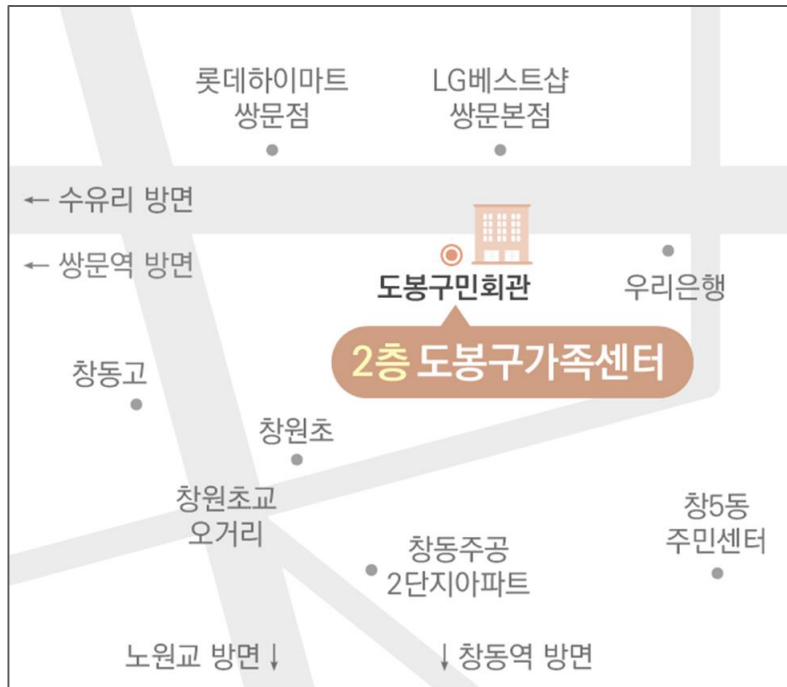 롯데하이마트
쌍문점
LG베스트샵
쌍문본점
← 수유리 방면
← 쌍문역 방면
도봉구민회관
우리은행
2층 도봉구가족센터
창동고
창원초
창원초교
오거리
창5동
주민센터
창동주공
2단지아파트
노원교 방면 ↓
↓ 창동역 방면